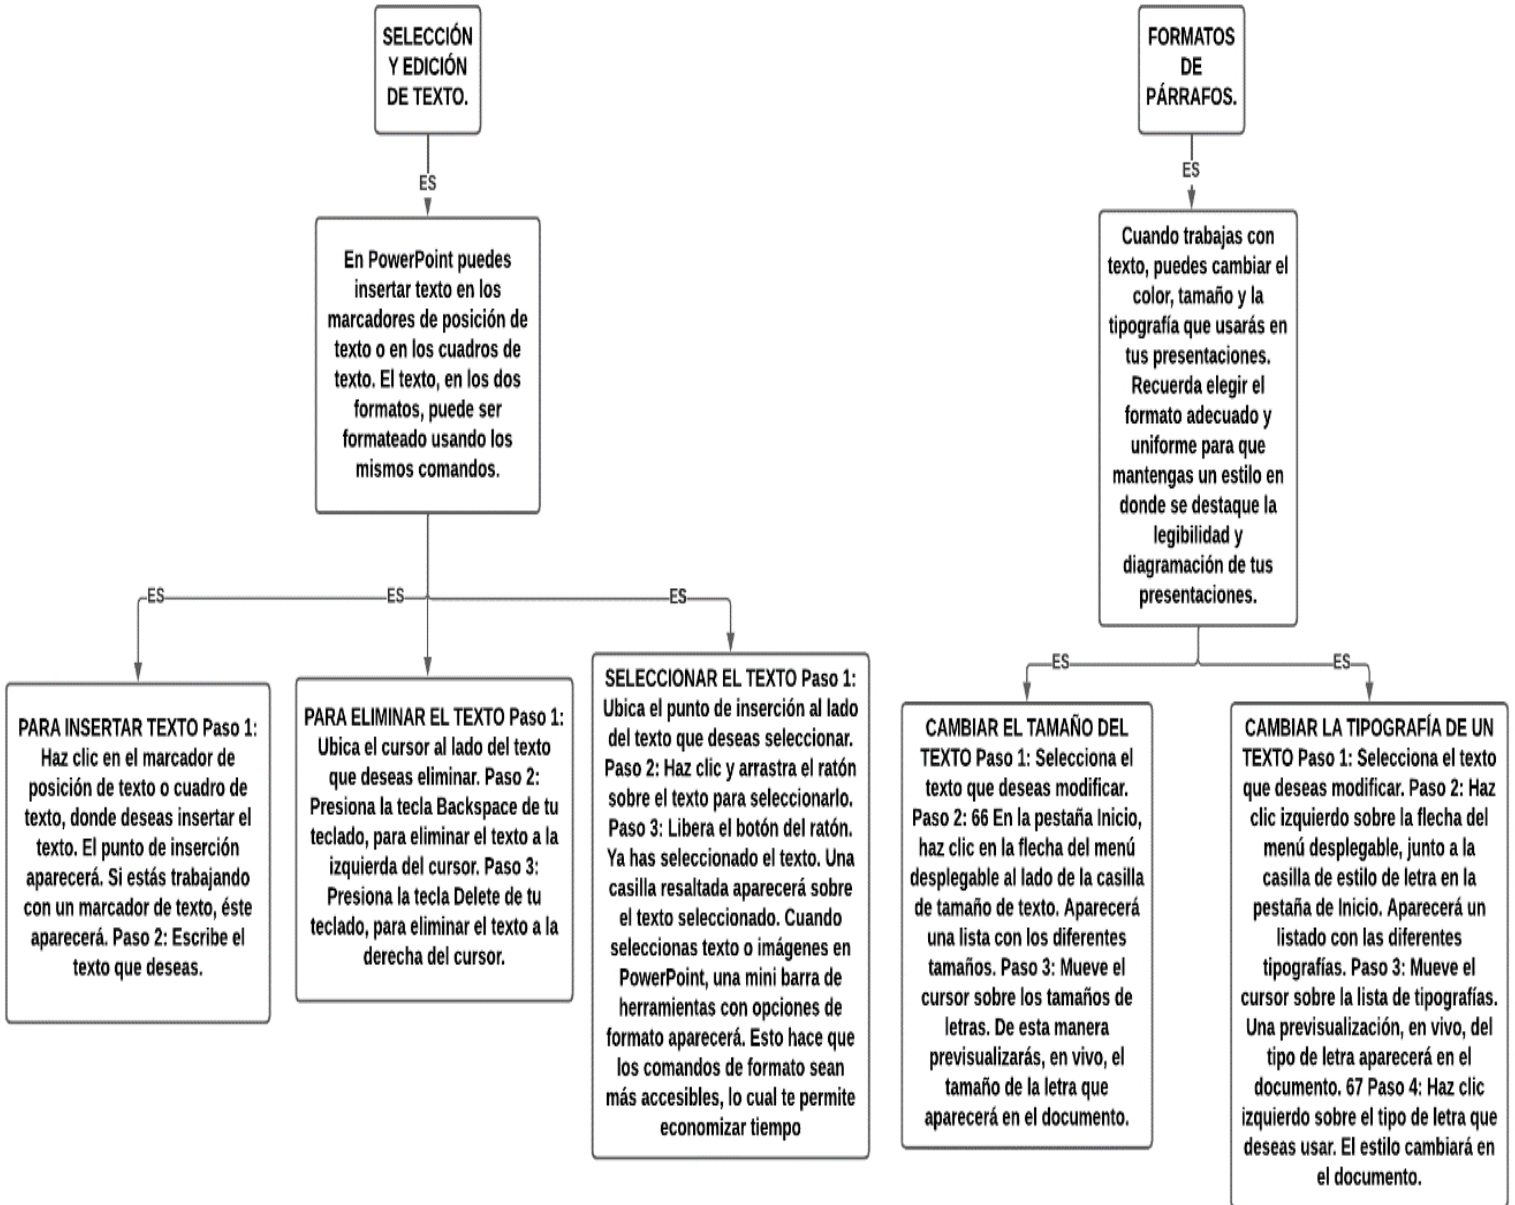 SELECCIÓN
Y EDICIÓN
DE TEXTO.
ES
En PowerPoint puedes
insertar texto en los
marcadores de posición de
texto o en los cuadros de
texto. El texto, en los dos
formatos, puede ser
formateado usando los
mismos comandos.
ES
ES
ES
PARA INSERTAR TEXTO Paso 1:
Haz clic en el marcador de
posición de texto o cuadro de
texto, donde deseas insertar el
texto. El punto de inserción
aparecerá. Si estás trabajando
con un marcador de texto, éste
aparecerá. Paso 2: Escribe el
texto que deseas.
PARA ELIMINAR EL TEXTO Paso 1:
Ubica el cursor al lado del texto
que deseas eliminar. Paso 2:
Presiona la tecla Backspace de tu
teclado, para eliminar el texto a la
izquierda del cursor. Paso 3:
Presiona la tecla Delete de tu
teclado, para eliminar el texto a la
derecha del cursor.
SELECCIONAR EL TEXTO Paso 1:
Ubica el punto de inserción al lado
del texto que deseas seleccionar.
Paso 2: Haz clic y arrastra el ratón
sobre el texto para seleccionarlo.
Paso 3: Libera el botón del ratón.
Ya has seleccionado el texto. Una
casilla resaltada aparecerá sobre
el texto seleccionado. Cuando
seleccionas texto o imágenes en
PowerPoint, una mini barra de
herramientas con opciones de
formato aparecerá. Esto hace que
los comandos de formato sean
más accesibles, lo cual te permite
economizar tiempo
FORMATOS
DE
PÁRRAFOS.
ES
Cuando trabajas con
texto, puedes cambiar el
color, tamaño y la
tipografía que usarás en
tus presentaciones.
Recuerda elegir el
formato adecuado y
uniforme para que
mantengas un estilo en
donde se destaque la
legibilidad y
diagramación de tus
presentaciones.
ES
ES
CAMBIAR EL TAMAÑO DEL
TEXTO Paso 1: Selecciona el
texto que deseas modificar.
Paso 2: 66 En la pestaña Inicio,
haz clic en la flecha del menú
desplegable al lado de la casilla
de tamaño de texto. Aparecerá
una lista con los diferentes
tamaños. Paso 3: Mueve el
cursor sobre los tamaños de
letras. De esta manera
previsualizarás, en vivo, el
tamaño de la letra que
aparecerá en el documento.
CAMBIAR LA TIPOGRAFÍA DE UN
TEXTO Paso 1: Selecciona el texto
que deseas modificar. Paso 2: Haz
clic izquierdo sobre la flecha del
menú desplegable, junto a la
casilla de estilo de letra en la
pestaña de Inicio. Aparecerá un
listado con las diferentes
tipografías. Paso 3: Mueve el
cursor sobre la lista de tipografías.
Una previsualización, en vivo, del
tipo de letra aparecerá en el
documento. 67 Paso 4: Haz clic
izquierdo sobre el tipo de letra que
deseas usar. El estilo cambiará en
el documento.